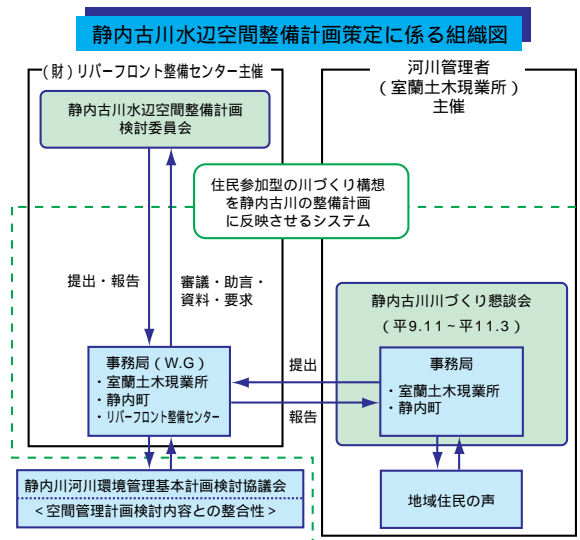 静内古川水辺空間整備計画策定に係る組織図
(財)リバーフロント整備センター主催
静内古川水辺空間整備計画
検討委員会
河川管理者
(室蘭土木現業所)
主催
住民参加型の川づくり構想
を静内古川の整備計画
に反映させるシステム
提出・報告
審議・助言・
資料・要求
静内古川川づくり懇談会
(平9.11~平11.3)
事務局(W.G)
・室蘭土木現業所
・静内町
・リバーフロント整備センター
提出
報告
事務局
・室蘭土木現業所
・静内町
静内川河川環境管理基本計画検討協議会
<空間管理計画検討内容との整合性>
地域住民の声